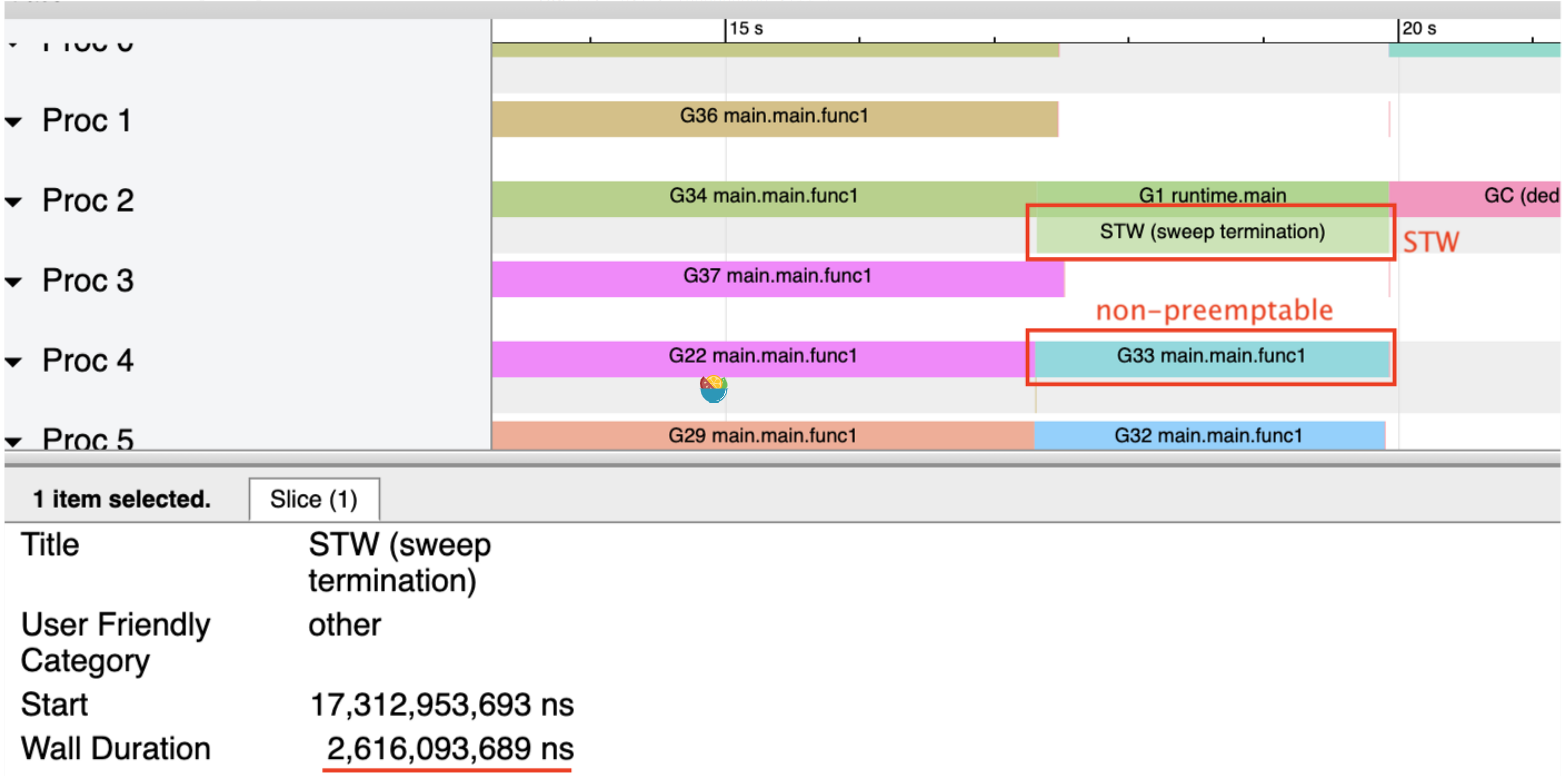 15 s
20 s
Proc 0
Proc 1
G36 main.main.func1
Proc 2
G34 main.main.func1
G1 runtime.main
GC (ded
STW (sweep termination)
STW
Proc 3
G37 main.main.func1
non-preemptable
Proc 4
G22 main.main.func1
G33 main.main.func1
Proc 5
G29 main.main.func1
G32 main.main.func1
1 item selected.
Slice (1)
Title
STW (sweep
termination)
User Friendly
Category
other
Start
17,312,953,693 ns
Wall Duration
2,616,093,689 ns